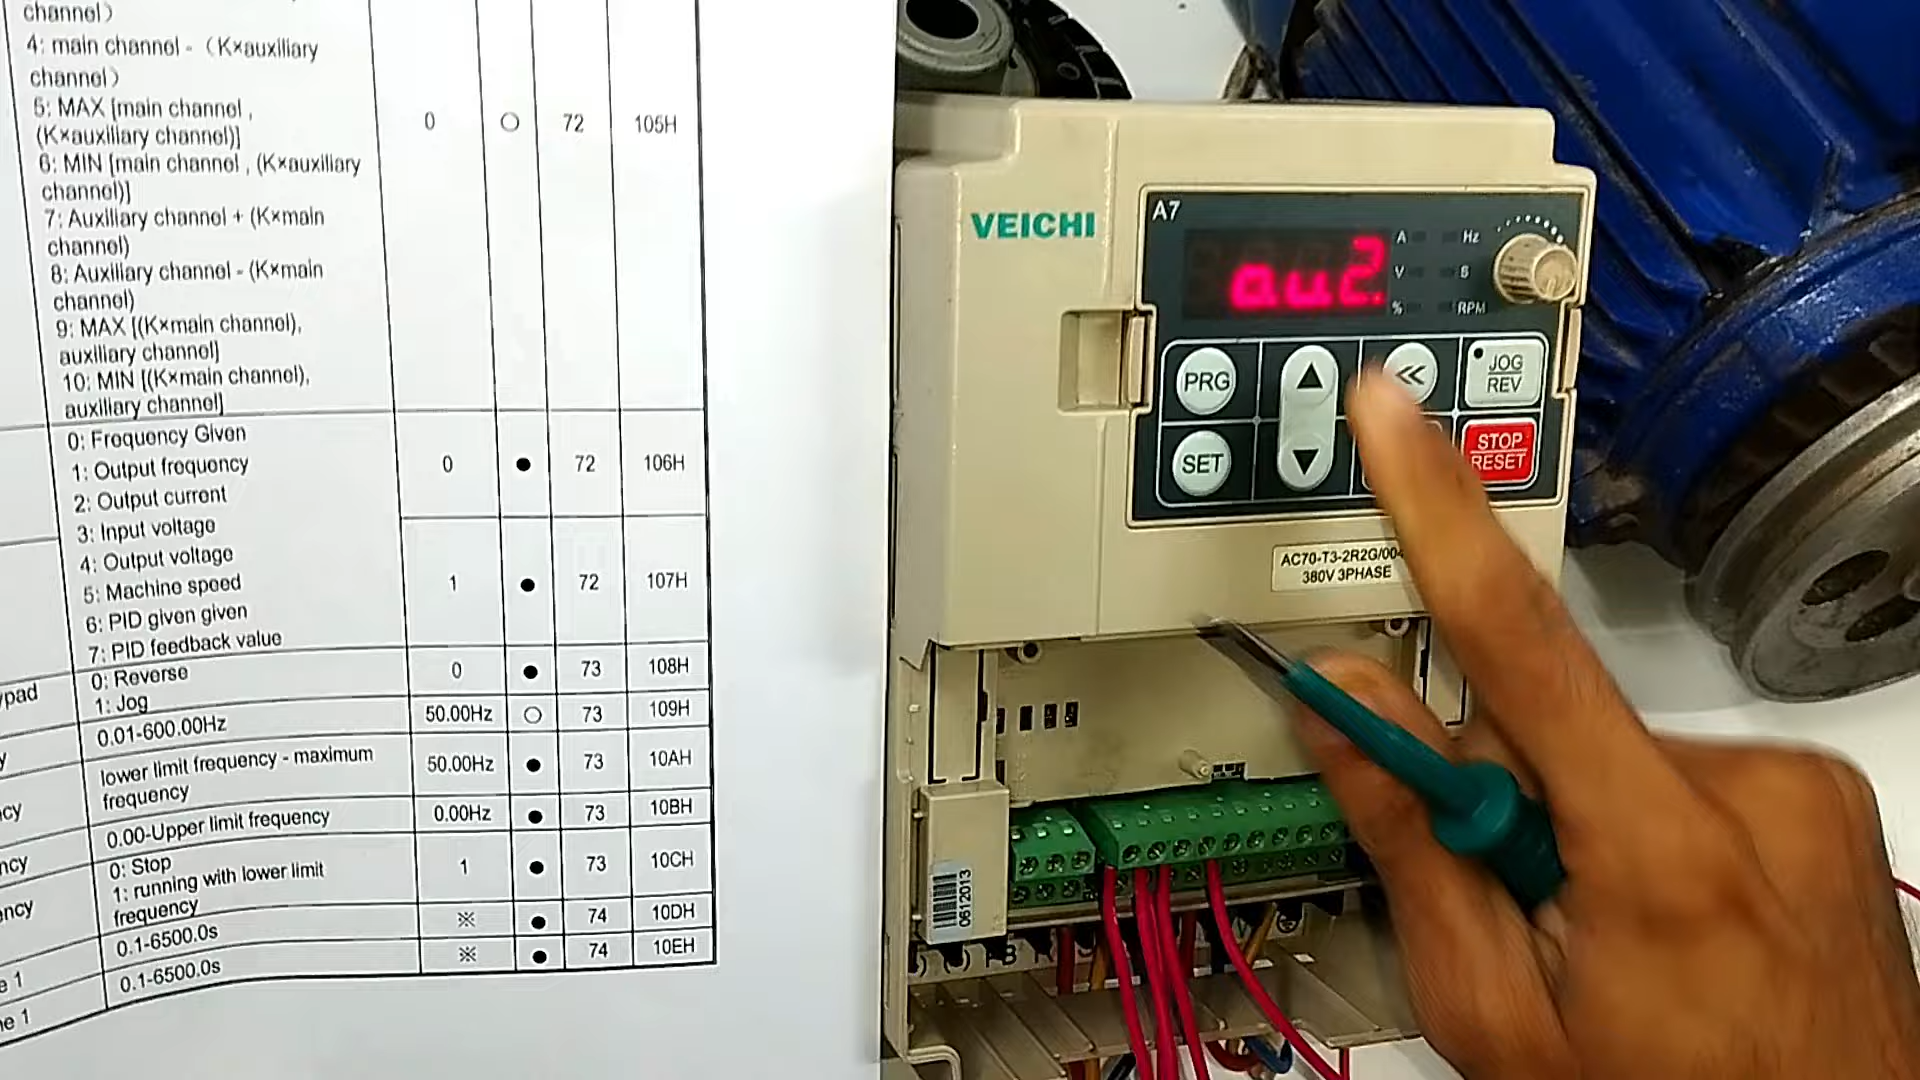 channel)
4: main channel - (K×auxiliary
channel)
5: MAX [main channel ,
(K×auxiliary channel)]
6: MIN [main channel , (K×auxiliary
channel)]
7: Auxiliary channel + (K×main
channel)
8: Auxiliary channel - (K×main
channel)
9: MAX [(K×main channel),
auxiliary channel]
10: MIN [(K×main channel),
auxiliary channel]
0 ○ 72 105H
0: Frequency Given
1: Output frequency
2: Output current
3: Input voltage
4: Output voltage
5: Machine speed
6: PID given given
7: PID feedback value
0 ● 72 106H
1 ● 72 107H
0: Reverse
1: Jog
0 ● 73 108H
0.01-600.00Hz 50.00Hz ○ 73 109H
lower limit frequency - maximum
frequency
50.00Hz ● 73 10AH
0.00-Upper limit frequency 0.00Hz ● 73 10BH
0: Stop
1: running with lower limit
frequency
1 ● 73 10CH
0.1-6500.0s ※ ● 74 10DH
0.1-6500.0s ※ ● 74 10EH
VEICHI
A7
au2.
A Hz
V S
% RPM
PRG
JOG
REV
SET
STOP
RESET
AC70-T3-2R2G/004
380V 3PHASE
0612013
PB